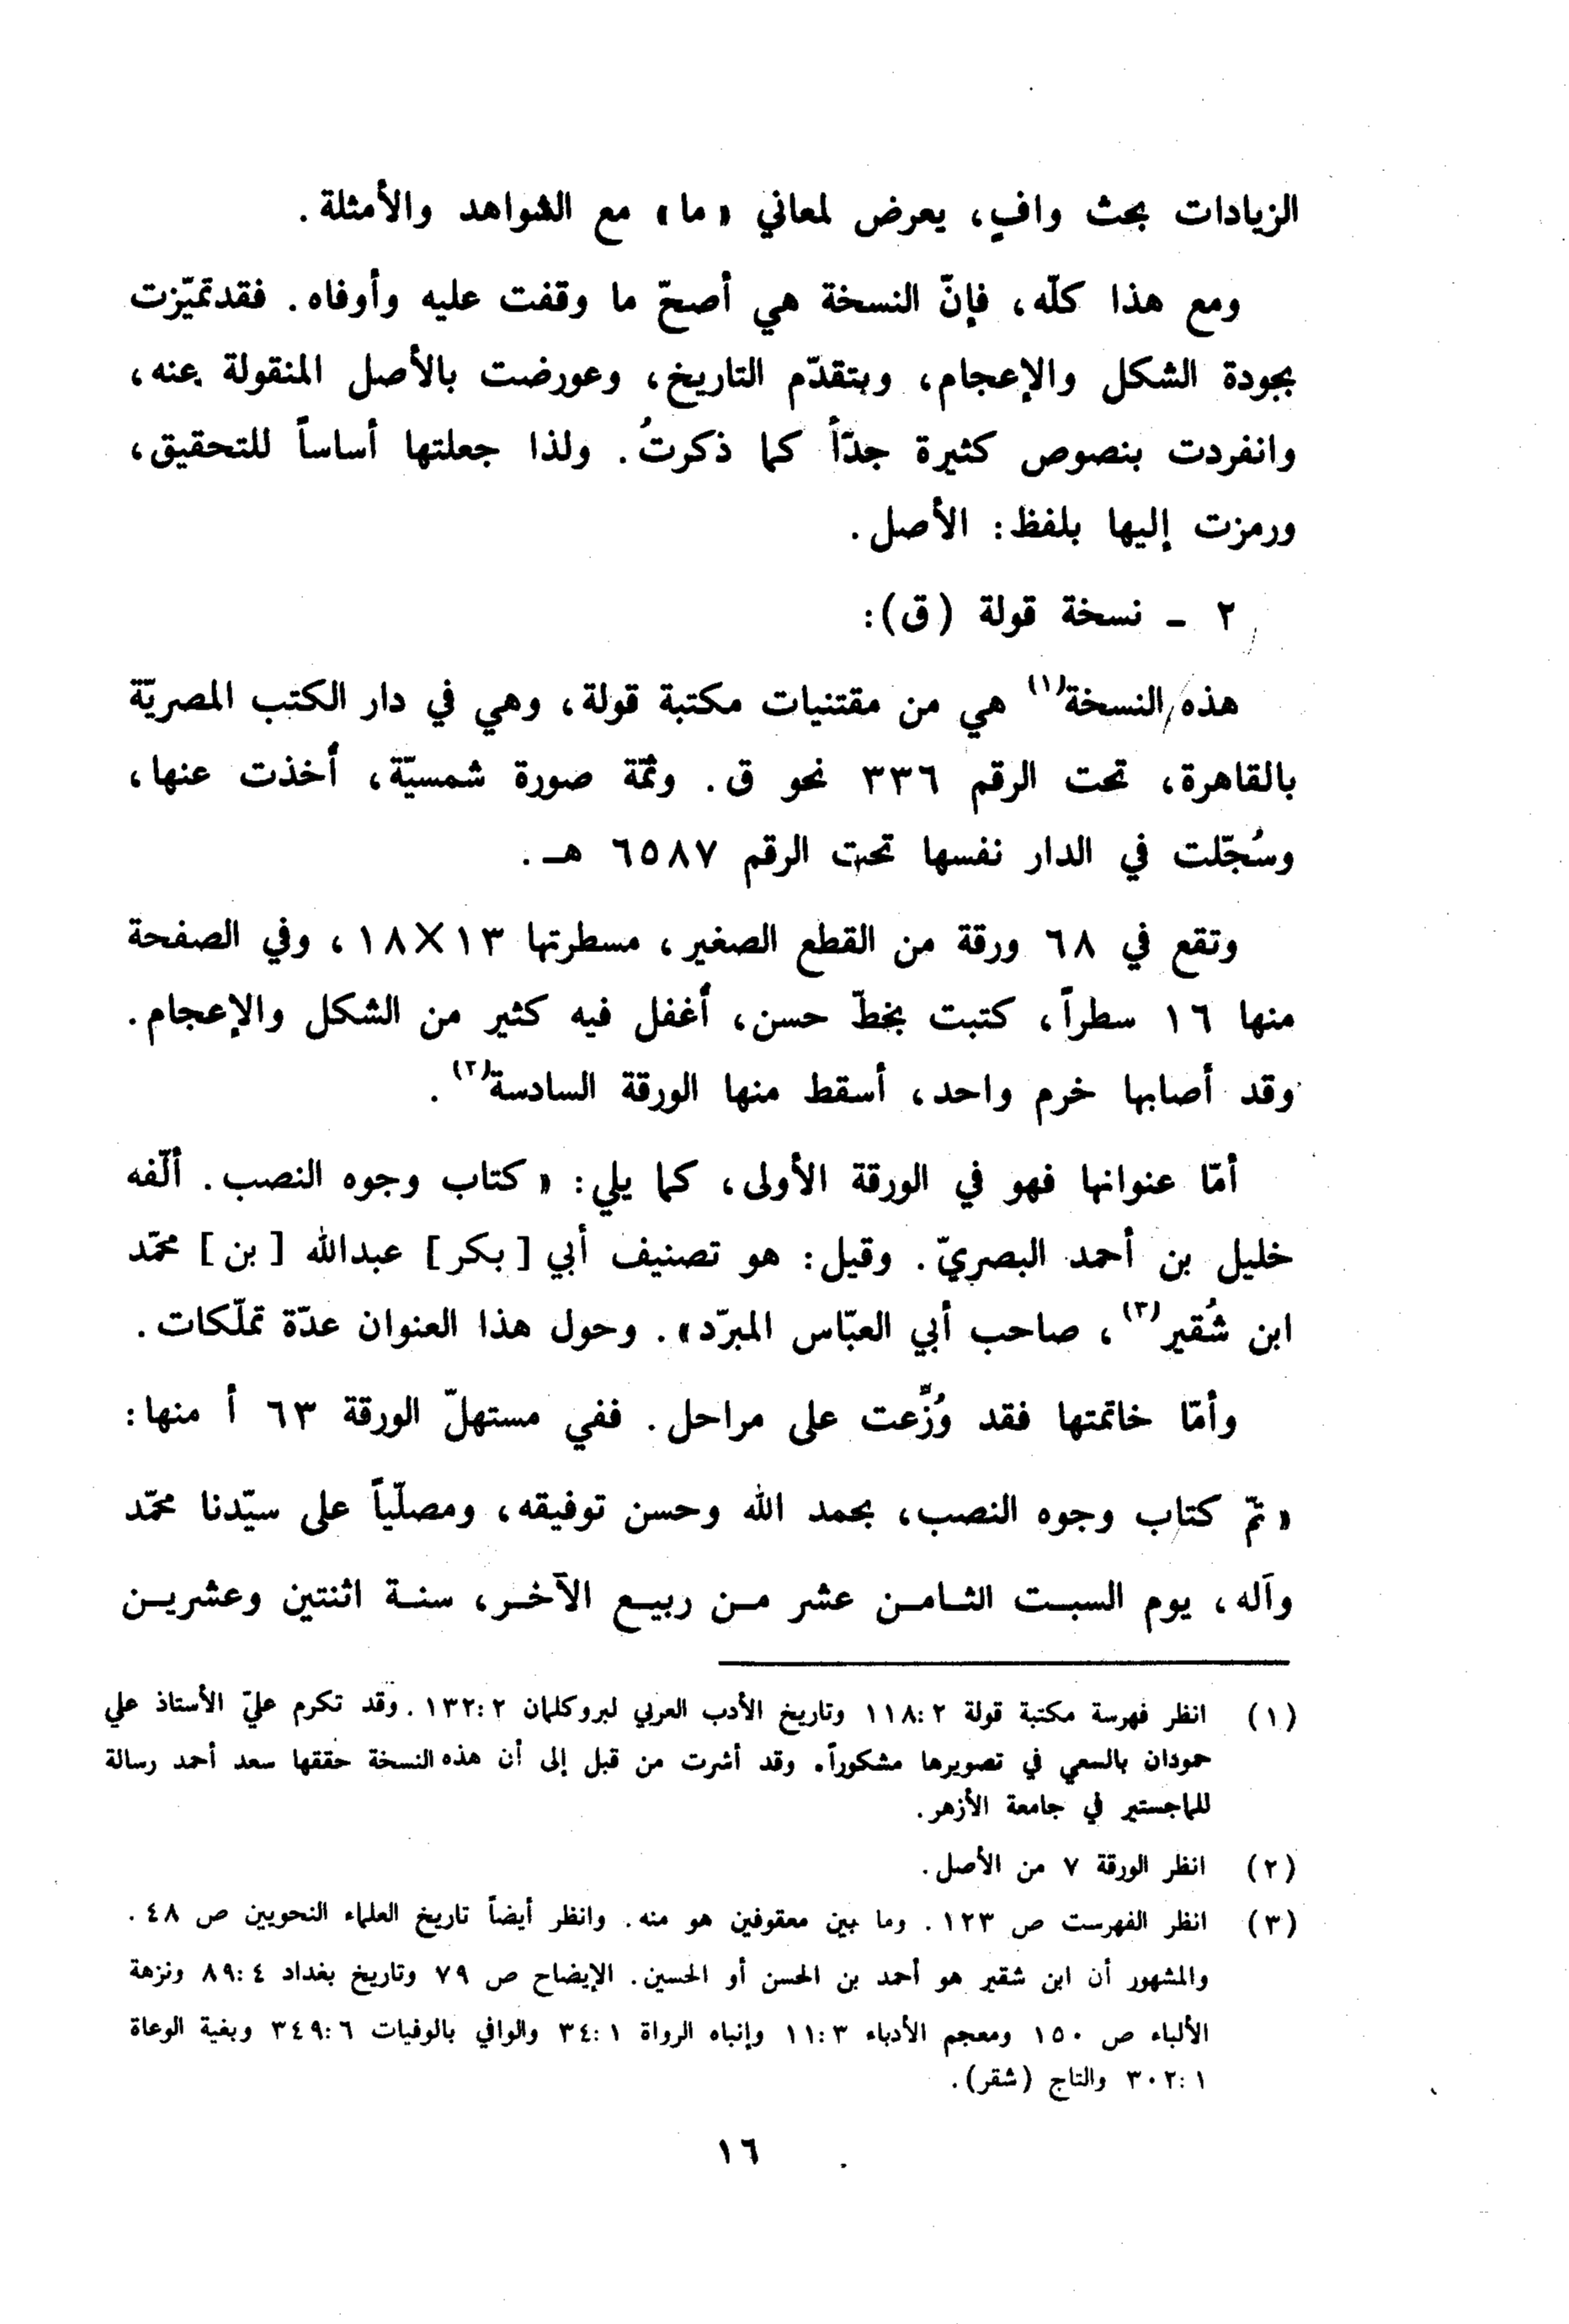 الزيادات بحث وافٍ، يعرض لمعاني «ما» مع الشواهد والأمثلة.
ومع هذا كلّه، فإنّ النسخة هي أصحّ ما وقفت عليه وأوفاه. فقدتميّزت
بجودة الشكل والإعجام، وبتقدّم التاريخ، وعورضت بالأصل المنقولة عنه،
وانفردت بنصوص كثيرة جدّاً كما ذكرتُ. ولذا جعلتها أساساً للتحقيق،
ورمزت إليها بلفظ: الأصل.
٢ - نسخة قولة (ق):
هذه النسخة(١) هي من مقتنيات مكتبة قولة، وهي في دار الكتب المصريّة
بالقاهرة، تحت الرقم ٣٣٦ نحو ق. وثمّة صورة شمسيّة، أُخذت عنها،
وسُجّلت في الدار نفسها تحت الرقم ٦٥٨٧ هـ.
وتقع في ٦٨ ورقة من القطع الصغير، مسطرتها ١٣×١٨، وفي الصفحة
منها ١٦ سطراً، كتبت بخطّ حسن، أُغفل فيه كثير من الشكل والإعجام.
وقد أصابها خرم واحد، أسقط منها الورقة السادسة(٢).
أمّا عنوانها فهو في الورقة الأولى، كما يلي: «كتاب وجوه النصب. ألّفه
خليل بن أحمد البصريّ. وقيل: هو تصنيف أبي [بكر] عبدالله [بن] محمّد
ابن شُقير(٣)، صاحب أبي العبّاس المبرّد». وحول هذا العنوان عدّة تملّكات.
وأمّا خاتمتها فقد وُزِّعت على مراحل. ففي مستهلّ الورقة ٦٣ أ منها:
«تمّ كتاب وجوه النصب، بحمد الله وحسن توفيقه، ومصلّياً على سيّدنا محمّد
وآله، يوم السبـت الثـامـن عشر مـن ربيـع الآخـر، سنـة اثنتين وعشريـن
(١) انظر فهرسة مكتبة قولة ١١٨:٢ وتاريخ الأدب العربي لبروكلمان ١٣٢:٢. وقد تكرم عليّ الأستاذ علي
حمودان بالسعي في تصويرها مشكوراً. وقد أشرت من قبل إلى أن هذه النسخة حققها سعد أحمد رسالة
للماجستير في جامعة الأزهر.
(٢) انظر الورقة ٧ من الأصل.
(٣) انظر الفهرست ص ١٢٣. وما بين معقوفين هو منه. وانظر أيضاً تاريخ العلماء النحويين ص ٤٨.
والمشهور أن ابن شقير هو أحمد بن الحسن أو الحسين. الإيضاح ص ٧٩ وتاريخ بغداد ٨٩:٤ ونزهة
الألباء ص ١٥٠ ومعجم الأدباء ١١:٣ وإنباه الرواة ٣٤:١ والوافي بالوفيات ٣٤٩:٦ وبغية الوعاة
٣٠٢:١ والتاج (شقر).
١٦